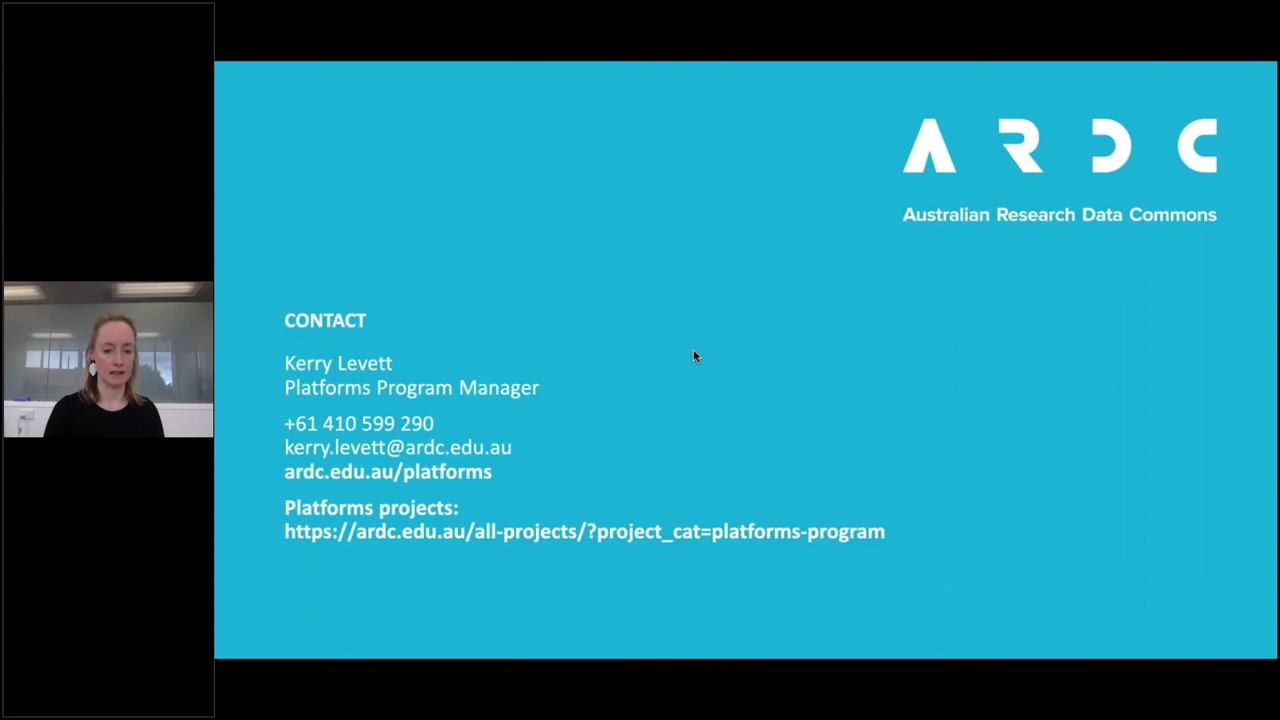 ARDC
Australian Research Data Commons
CONTACT
Kerry Levett
Platforms Program Manager
+61 410 599 290
kerry.levett@ardc.edu.au
ardc.edu.au/platforms
Platforms projects:
https://ardc.edu.au/all-projects/?project_cat=platforms-program